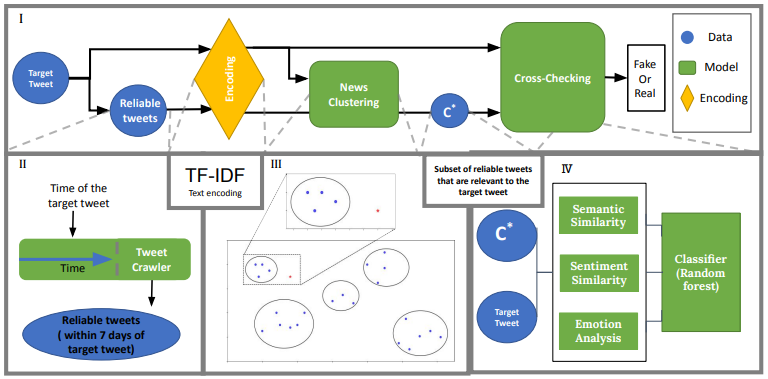 I
Target
Tweet
Reliable
tweets
Encoding
News
Clustering
C*
Cross-Checking
Fake
Or
Real
Data
Model
Encoding
II
Time of the
target tweet
Time
Tweet
Crawler
Reliable tweets
( within 7 days of
target tweet)
TF-IDF
Text encoding
III
Subset of reliable tweets
that are relevant to the
target tweet
IV
C*
Target
Tweet
Semantic
Similarity
Sentiment
Similarity
Emotion
Analysis
Classifier
(Random
forest)